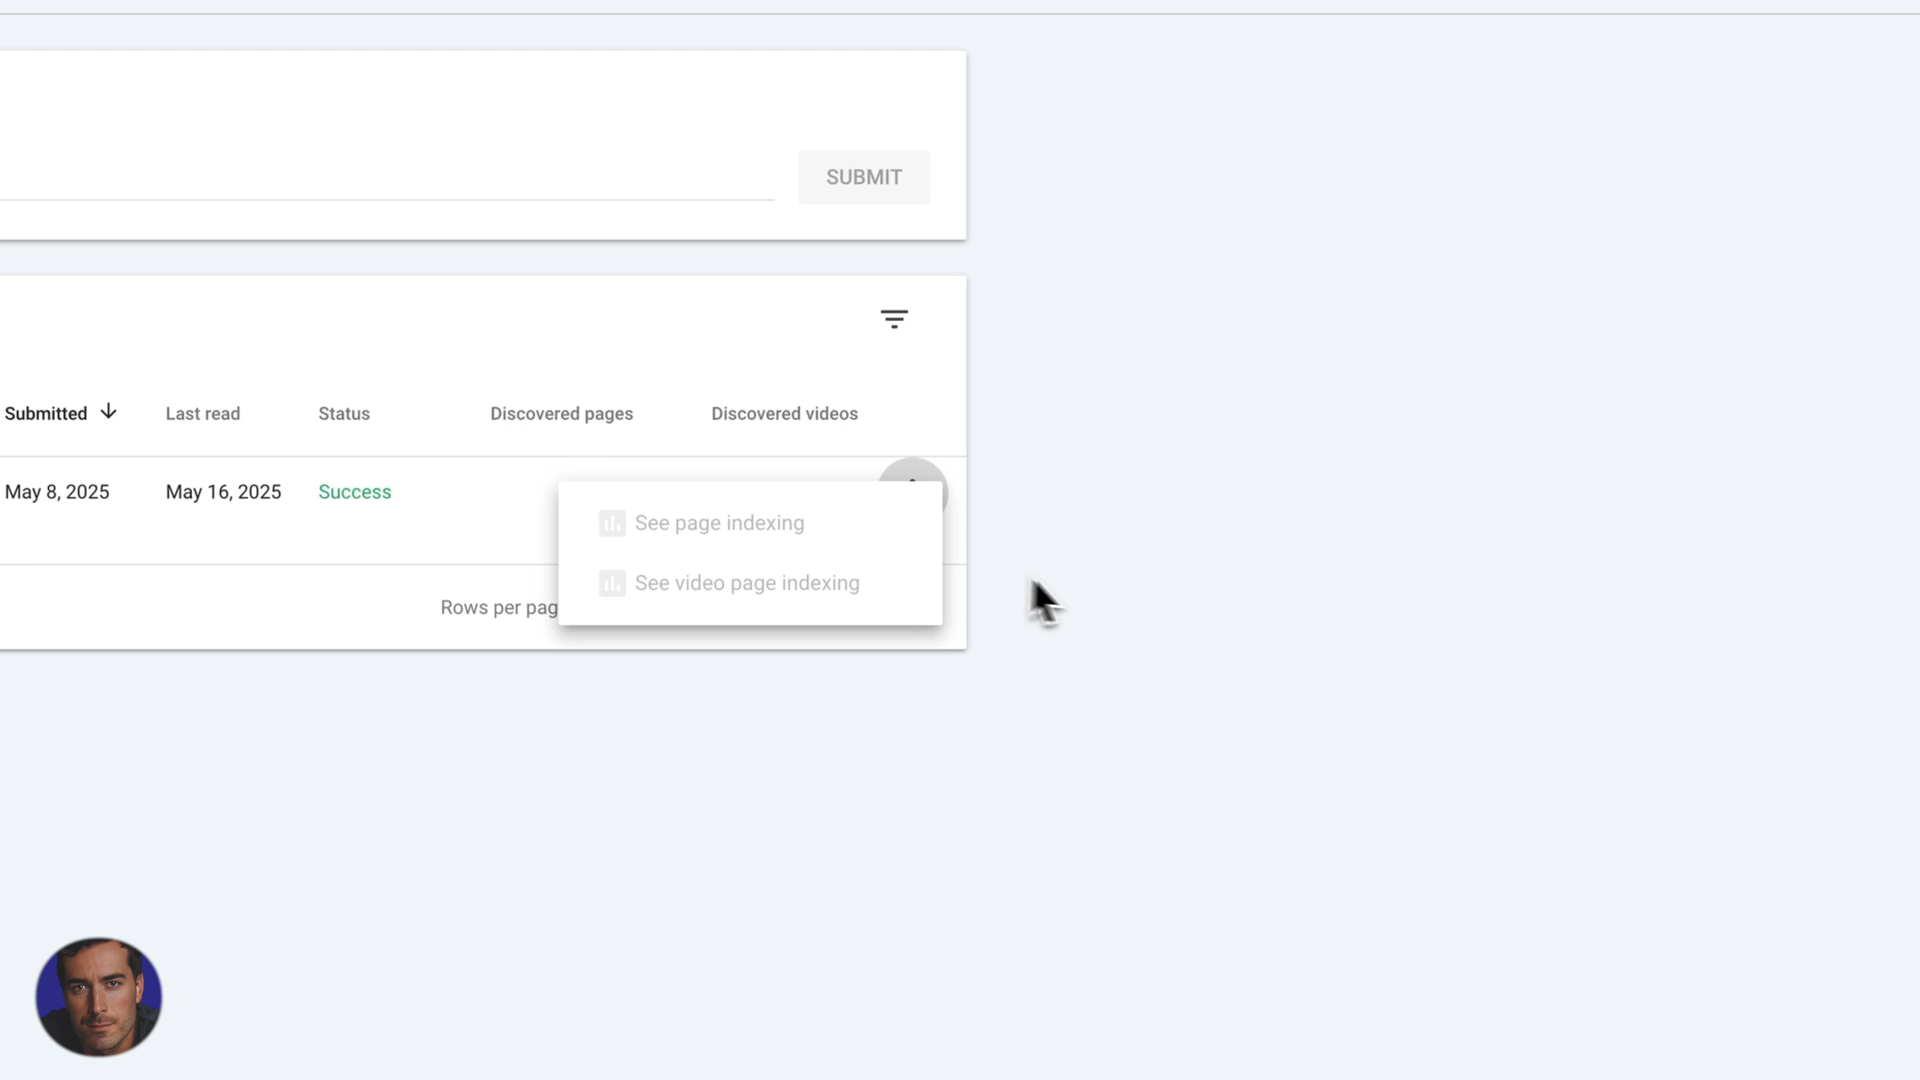 SUBMIT
Submitted Last read Status Discovered pages Discovered videos
May 8, 2025 May 16, 2025 Success
See page indexing
See video page indexing
Rows per pag